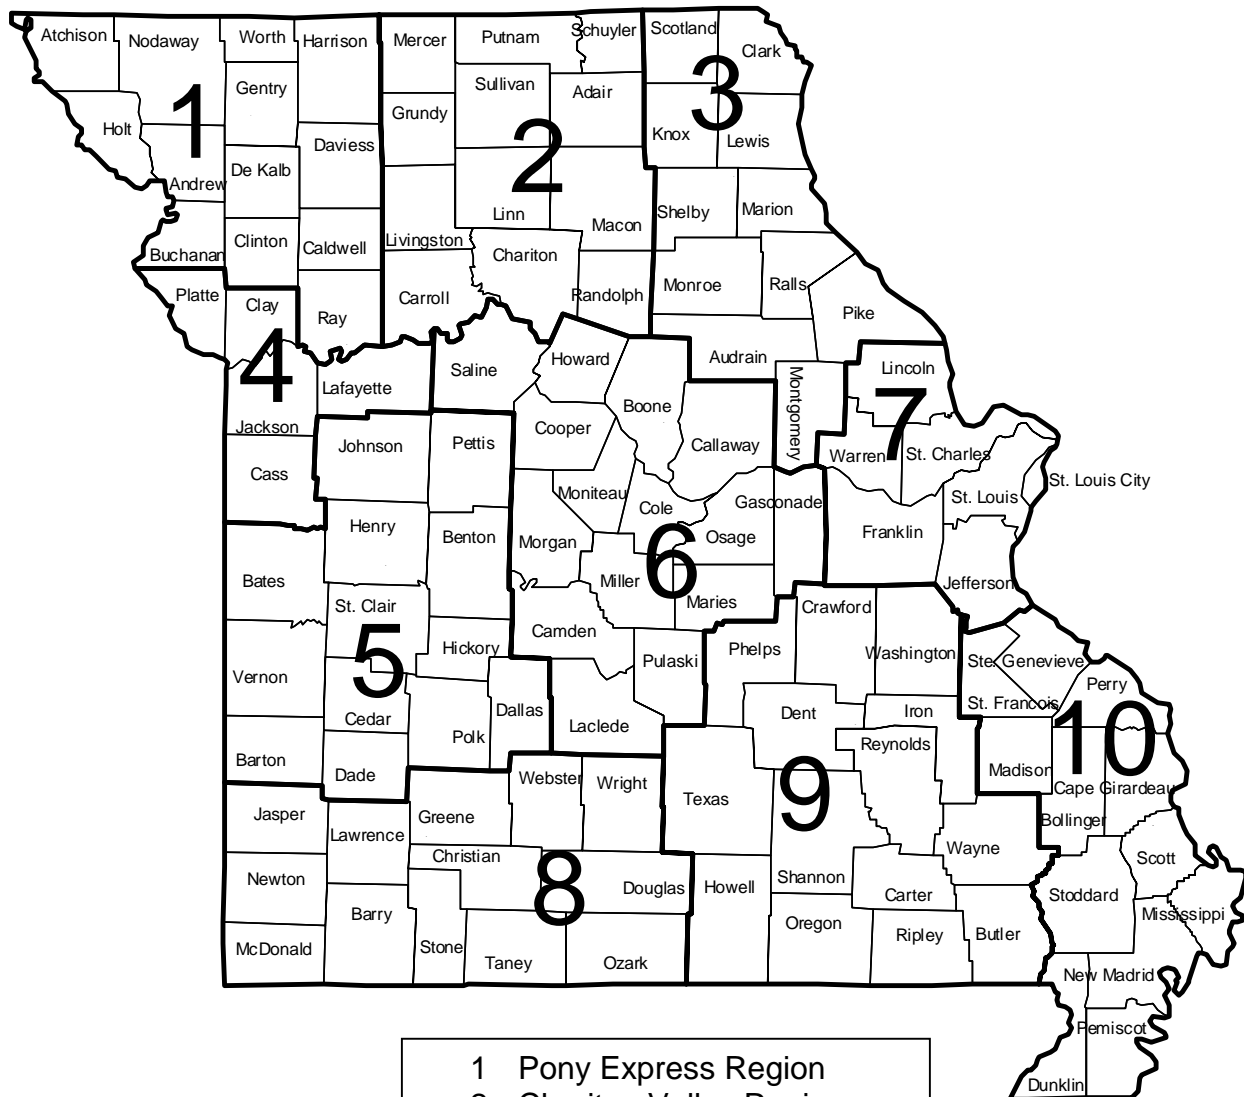 Atchison
Nodaway
Worth
Harrison
Mercer
Putnam
Schuyler
Scotland
Clark
Gentry
Sullivan
Adair
Grundy
Holt
1
2
3
Knox
Lewis
Daviess
De Kalb
Andrew
Linn
Macon
Shelby
Marion
Buchanan
Clinton
Caldwell
Livingston
Chariton
Platte
Clay
Ray
Carroll
Randolph
Monroe
Ralls
Pike
4
Lafayette
Saline
Howard
Audrain
Montgomery
Lincoln
7
Jackson
Johnson
Pettis
Cooper
Boone
Callaway
Warren
St. Charles
Cass
Moniteau
Cole
Gasconade
St. Louis
St. Louis City
Henry
Benton
Morgan
6
Osage
Franklin
Bates
St. Clair
Miller
Maries
Crawford
Jefferson
5
Hickory
Camden
Pulaski
Phelps
Washington
Ste. Genevieve
Vernon
Cedar
Polk
Dallas
Laclede
Dent
Iron
St. Francois
Perry
10
Barton
Dade
Webster
Wright
Texas
9
Reynolds
Madison
Cape Girardeau
Jasper
Lawrence
Greene
Bollinger
Christian
8
Wayne
Scott
Newton
Barry
Douglas
Howell
Shannon
Carter
Stoddard
Mississippi
McDonald
Stone
Taney
Ozark
Oregon
Ripley
Butler
New Madrid
Pemiscot
Dunklin
1 Pony Express Region